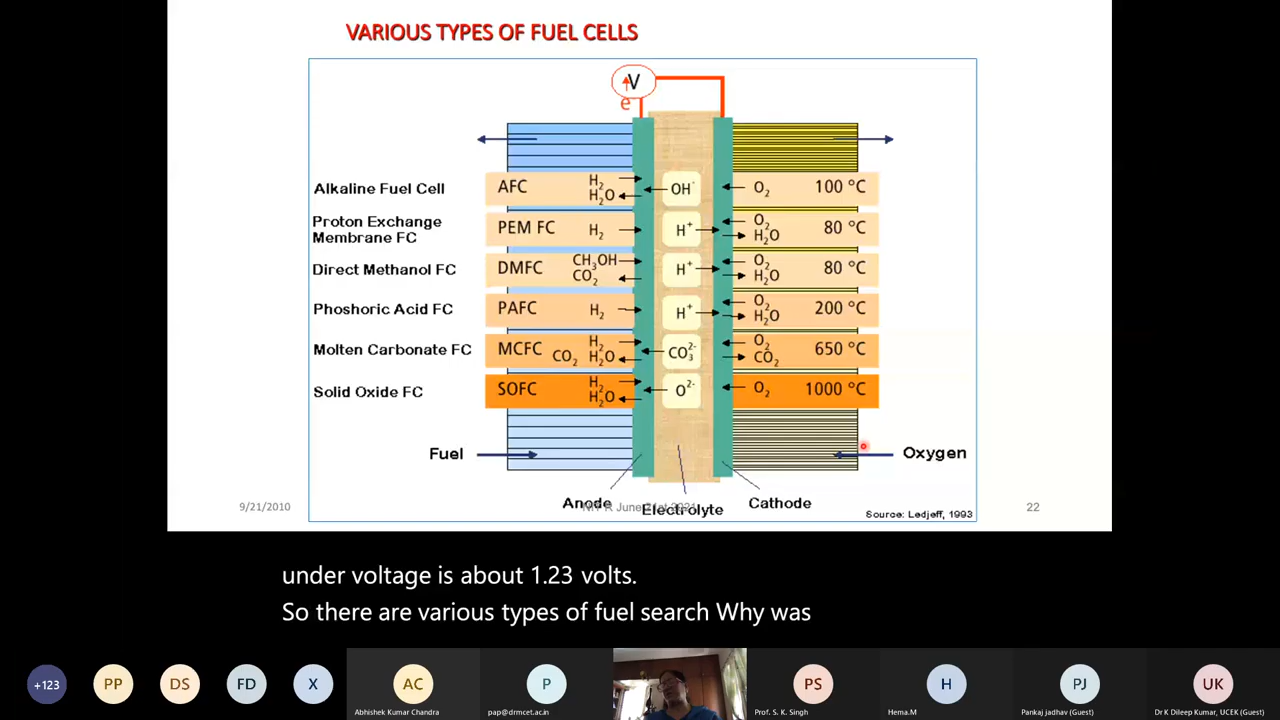 VARIOUS TYPES OF FUEL CELLS
V
e
Alkaline Fuel Cell AFC H2 H2O OH- O2 100 °C
Proton Exchange
Membrane FC PEM FC H2 H+ O2 H2O 80 °C
Direct Methanol FC DMFC CH3OH CO2 H+ O2 H2O 80 °C
Phoshoric Acid FC PAFC H2 H+ O2 H2O 200 °C
Molten Carbonate FC MCFC CO2 H2 H2O CO3 2- O2 CO2 650 °C
Solid Oxide FC SOFC H2 H2O O2- O2 1000 °C
Fuel Oxygen
Anode Electrolyte Cathode
9/21/2010 June 21st 22
Source: Ledjeff, 1993
under voltage is about 1.23 volts.
So there are various types of fuel search Why was
+123 PP DS FD X AC P PS H PJ UK
Abhishek Kumar Chandra pap@drmcet.ac.in Prof. S. K. Singh Hema.M Pankaj jadhav (Guest) Dr K Dileep Kumar, UCEK (Guest)